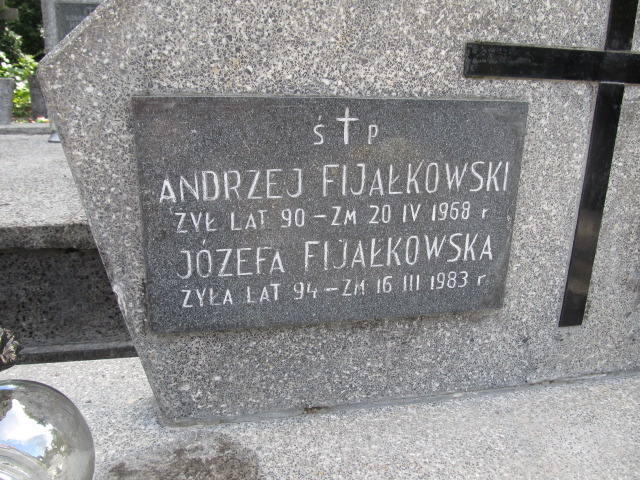 Ś † P
ANDRZEJ FIJAŁKOWSKI
ŻYŁ LAT 90 – ZM 20 IV 1968 r
JÓZEFA FIJAŁKOWSKA
ŻYŁA LAT 94 – ZM 16 III 1983 r